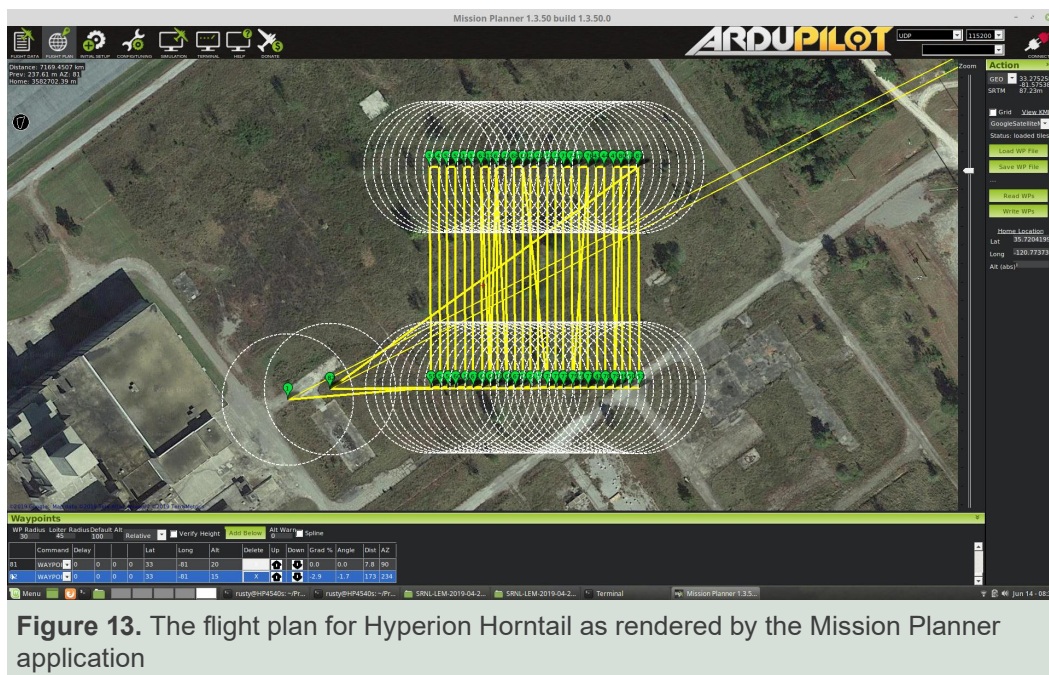 Mission Planner 1.3.50 build 1.3.50.0
FLIGHT DATA FLIGHT PLAN INITIAL SETUP CONFIG/TUNING SIMULATION TERMINAL HELP DONATE
ARDUPILOT
UDP 115200
CONNECT
Distance: 7169.4507 km
Prev: 237.61 m AZ: 81
Home: 3582702.39 m
Zoom
Action
GEO 33.27525
-81.57538
SRTM 87.23m
Grid View KML
GoogleSatelliteM
Status: loaded tiles
Load WP File
Save WP File
Read WPs
Write WPs
Home Location
Lat 35.7204199
Long -120.77373
Alt (abs)
Waypoints
WP Radius Loiter Radius Default Alt
30 45 100 Relative Verify Height Add Below Alt Warn 0 Spline
Command Delay Lat Long Alt Delete Up Down Grad % Angle Dist AZ
81 WAYPOI 0 0 0 0 33 -81 20 0.0 0.0 7.8 90
82 WAYPOI 0 0 0 0 33 -81 15 X -2.9 -1.7 173 234
Menu rusty@HP4540s: ~/Pr... rusty@HP4540s: ~/Pr... SRNL-LEM-2019-04-2... SRNL-LEM-2019-04-2... Terminal Mission Planner 1.3.5... Jun 14 - 08:
Figure 13. The flight plan for Hyperion Horntail as rendered by the Mission Planner
application